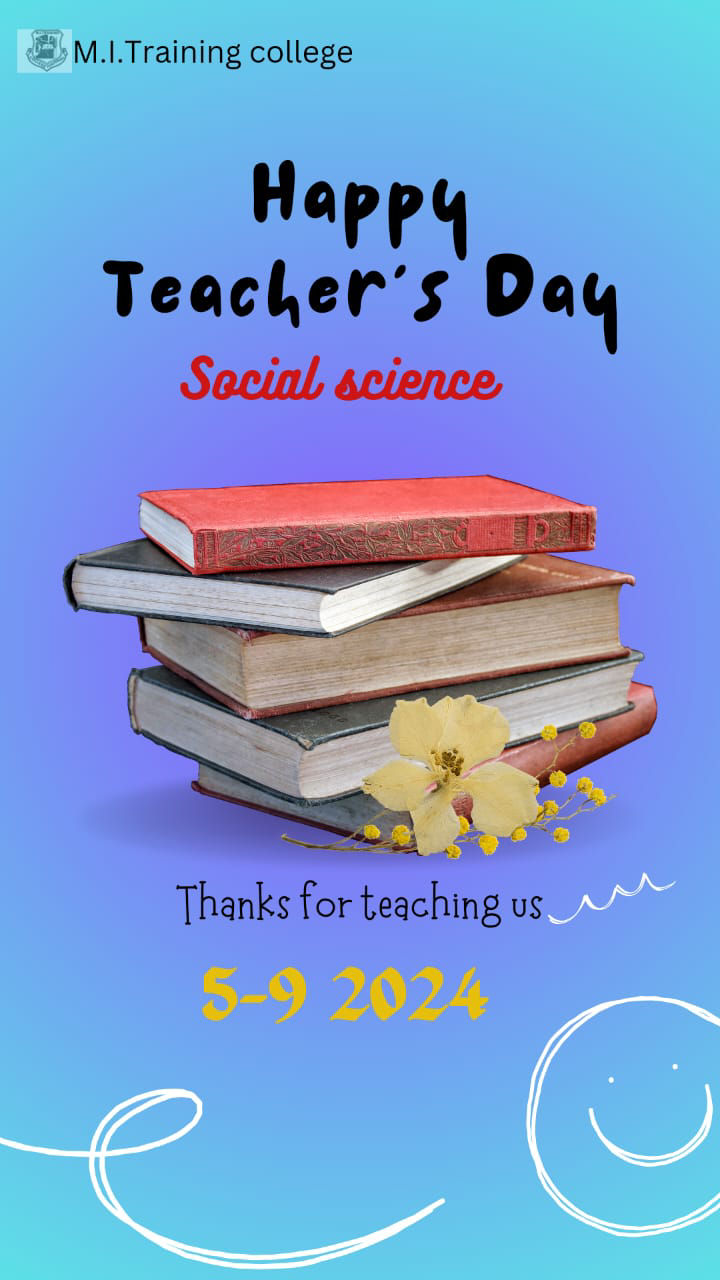 M.I.Training college
Happy
Teacher's Day
Social science
Thanks for teaching us
5-9 2024